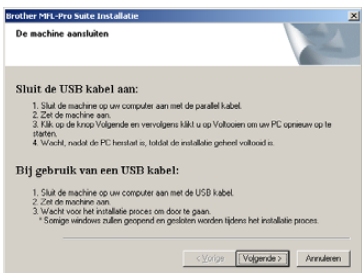 Brother MFL-Pro Suite Installatie
De machine aansluiten
Sluit de USB kabel aan:
1. Sluit de machine op uw computer aan met de parallel kabel.
2. Zet de machine aan.
3. Klik op de knop Volgende en vervolgens klikt u op Voltooien om uw PC opnieuw op te
starten.
4. Wacht, nadat de PC herstart is, totdat de installatie geheel voltooid is.
Bij gebruik van een USB kabel:
1. Sluit de machine op uw computer aan met de USB kabel.
2. Zet de machine aan.
3. Wacht voor het installatie proces om door te gaan.
* Somige windows zullen geopend en gesloten worden tijdens het installatie proces.
< Vorige Volgende > Annuleren